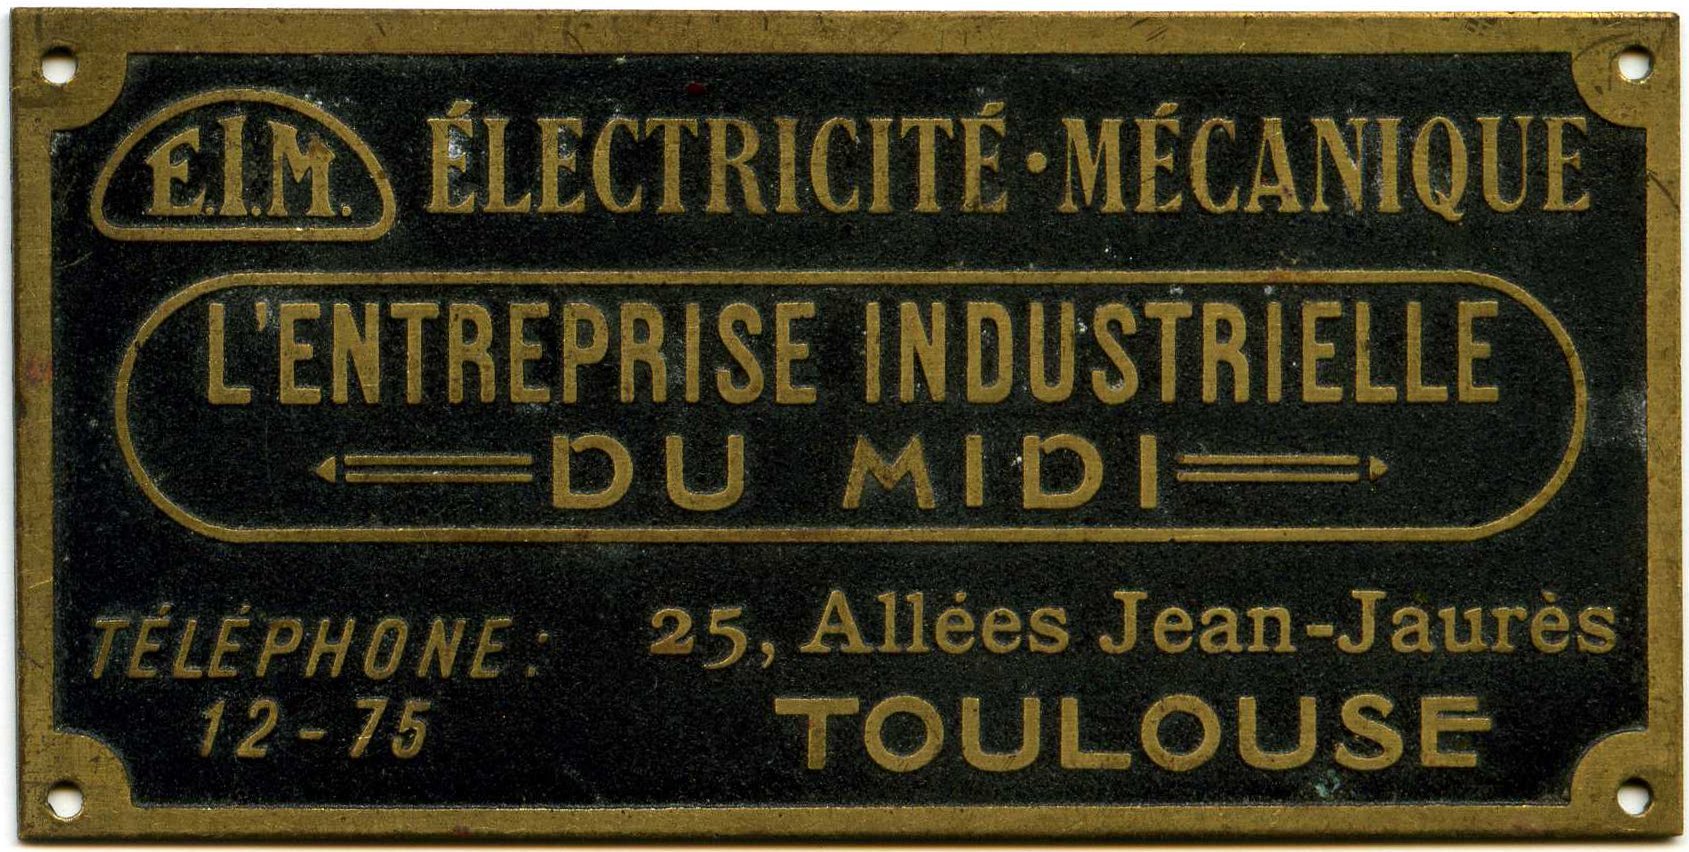 E.I.M. ÉLECTRICITÉ · MÉCANIQUE
L'ENTREPRISE INDUSTRIELLE
DU MIDI
TÉLÉPHONE: 25, Allées Jean-Jaurès
12-75 TOULOUSE